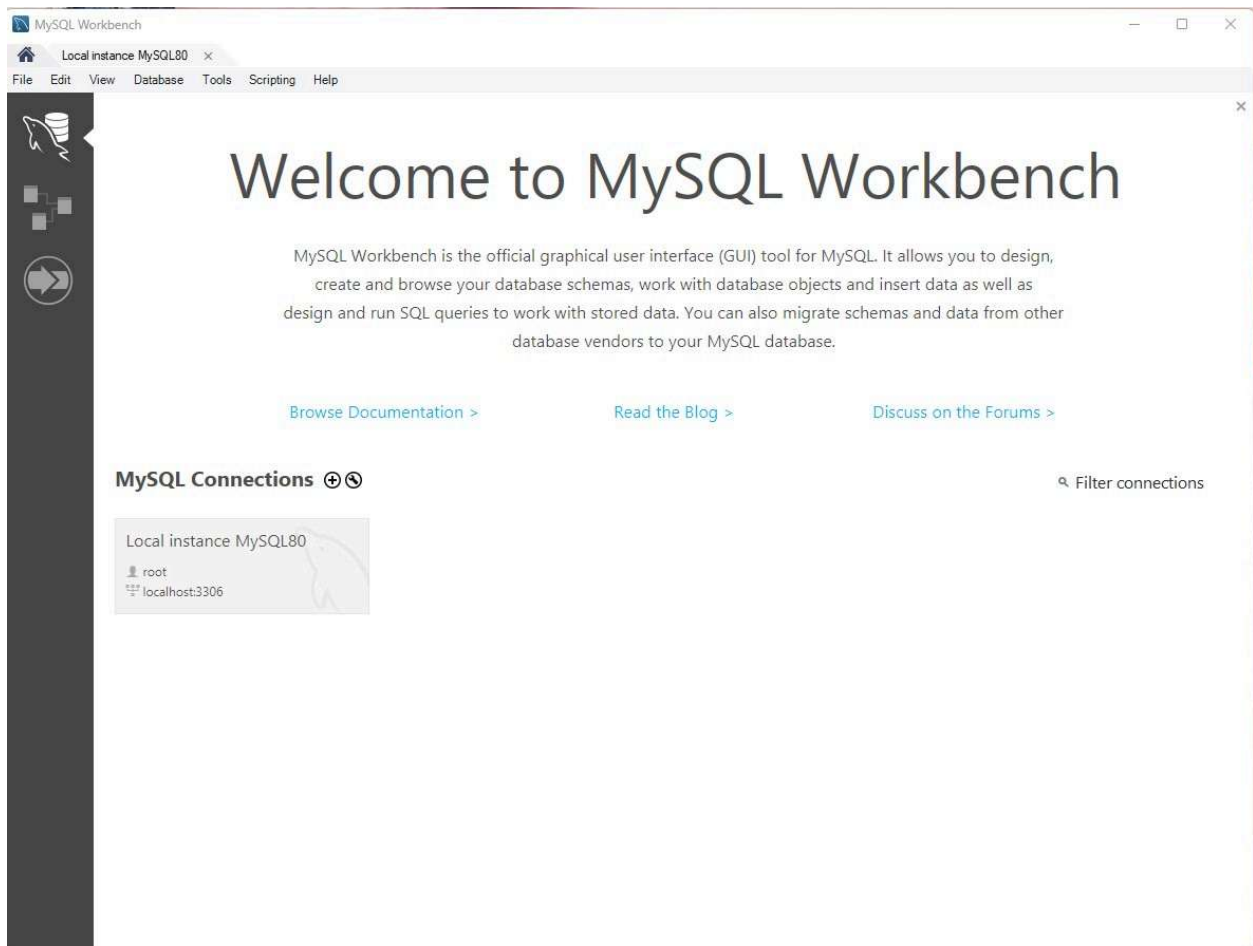 MySQL Workbench
Local instance MySQL80 ×
File Edit View Database Tools Scripting Help
Welcome to MySQL Workbench
MySQL Workbench is the official graphical user interface (GUI) tool for MySQL. It allows you to design,
create and browse your database schemas, work with database objects and insert data as well as
design and run SQL queries to work with stored data. You can also migrate schemas and data from other
database vendors to your MySQL database.
Browse Documentation > Read the Blog > Discuss on the Forums >
MySQL Connections Filter connections
Local instance MySQL80
root
localhost:3306